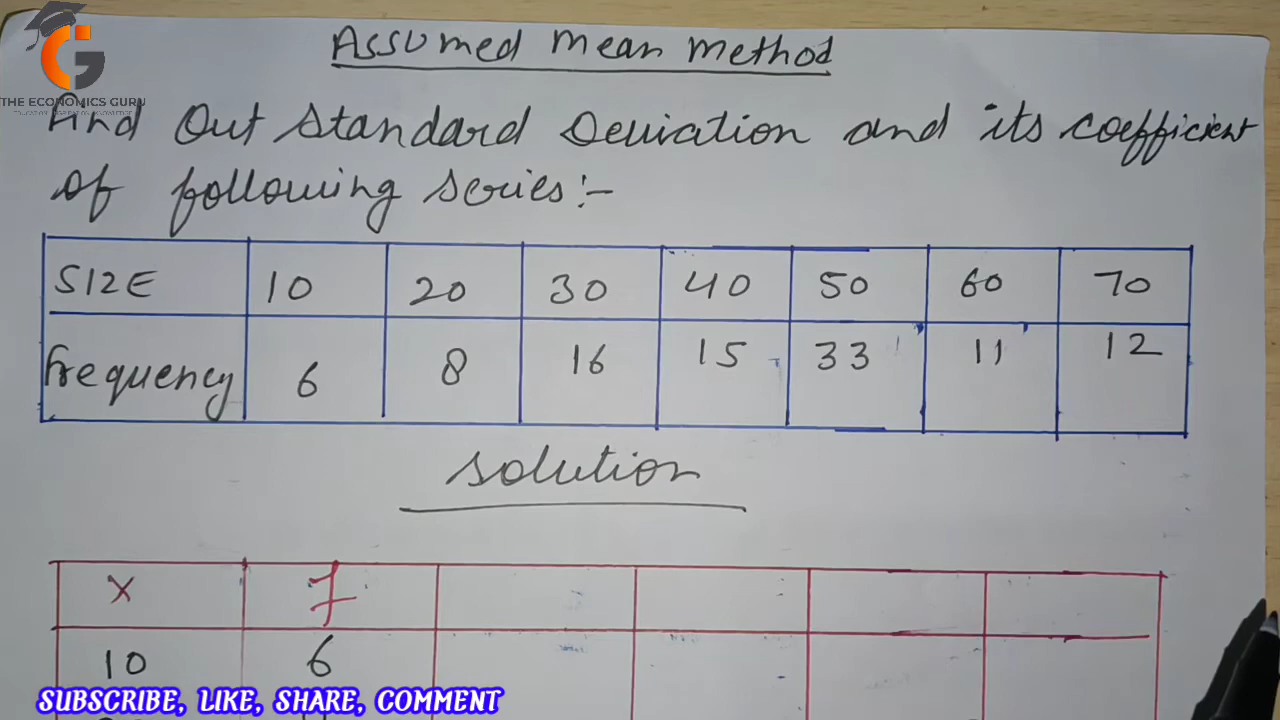 Assumed Mean Method
THE ECONOMICS GURU
Find Out Standard Deviation and its coefficient
of following series:-
SIZE 10 20 30 40 50 60 70
Frequency 6 8 16 15 33 11 12
Solution
X f
10 6
SUBSCRIBE, LIKE, SHARE, COMMENT